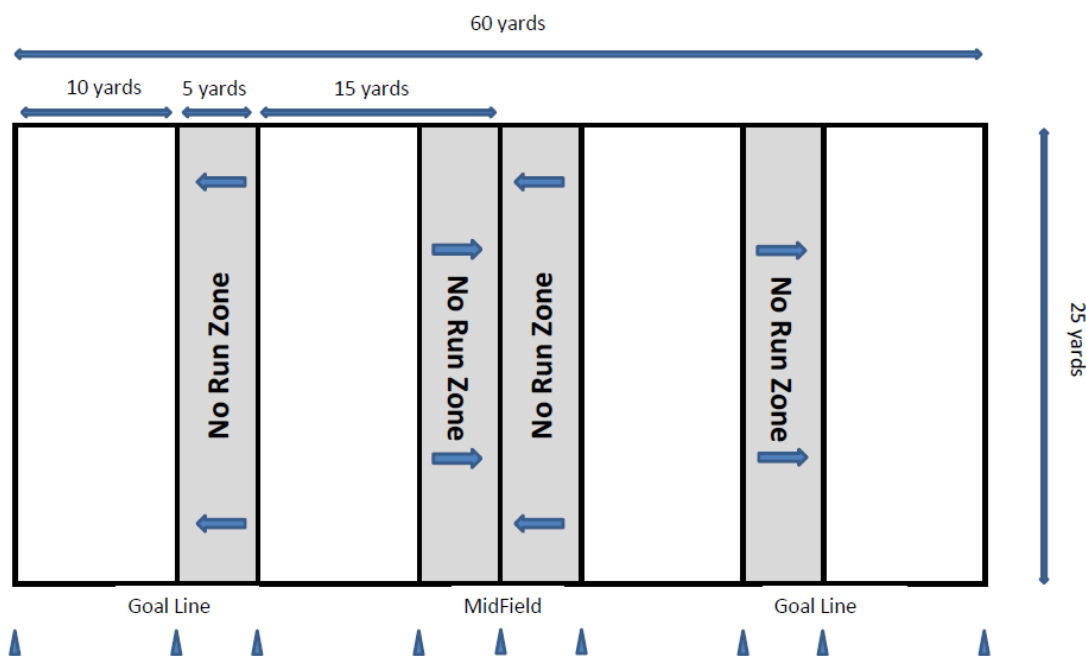 60 yards
10 yards
5 yards
15 yards
No Run Zone
No Run Zone
No Run Zone
No Run Zone
25 yards
Goal Line
MidField
Goal Line